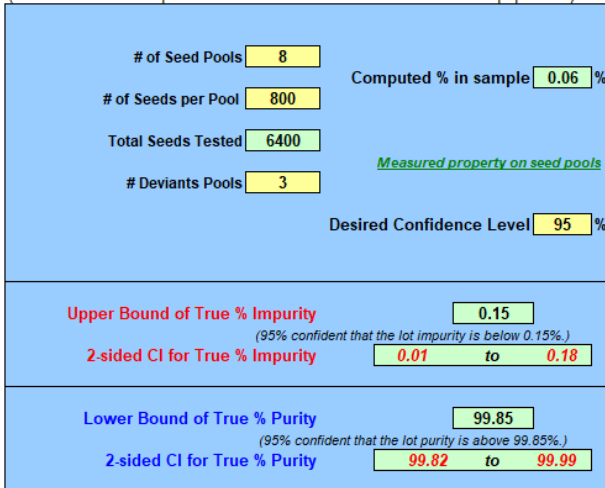 # of Seed Pools 8
Computed % in sample 0.06 %
# of Seeds per Pool 800
Total Seeds Tested 6400
Measured property on seed pools
# Deviants Pools 3
Desired Confidence Level 95 %
Upper Bound of True % Impurity 0.15
(95% confident that the lot impurity is below 0.15%.)
2-sided CI for True % Impurity 0.01 to 0.18
Lower Bound of True % Purity 99.85
(95% confident that the lot purity is above 99.85%.)
2-sided CI for True % Purity 99.82 to 99.99